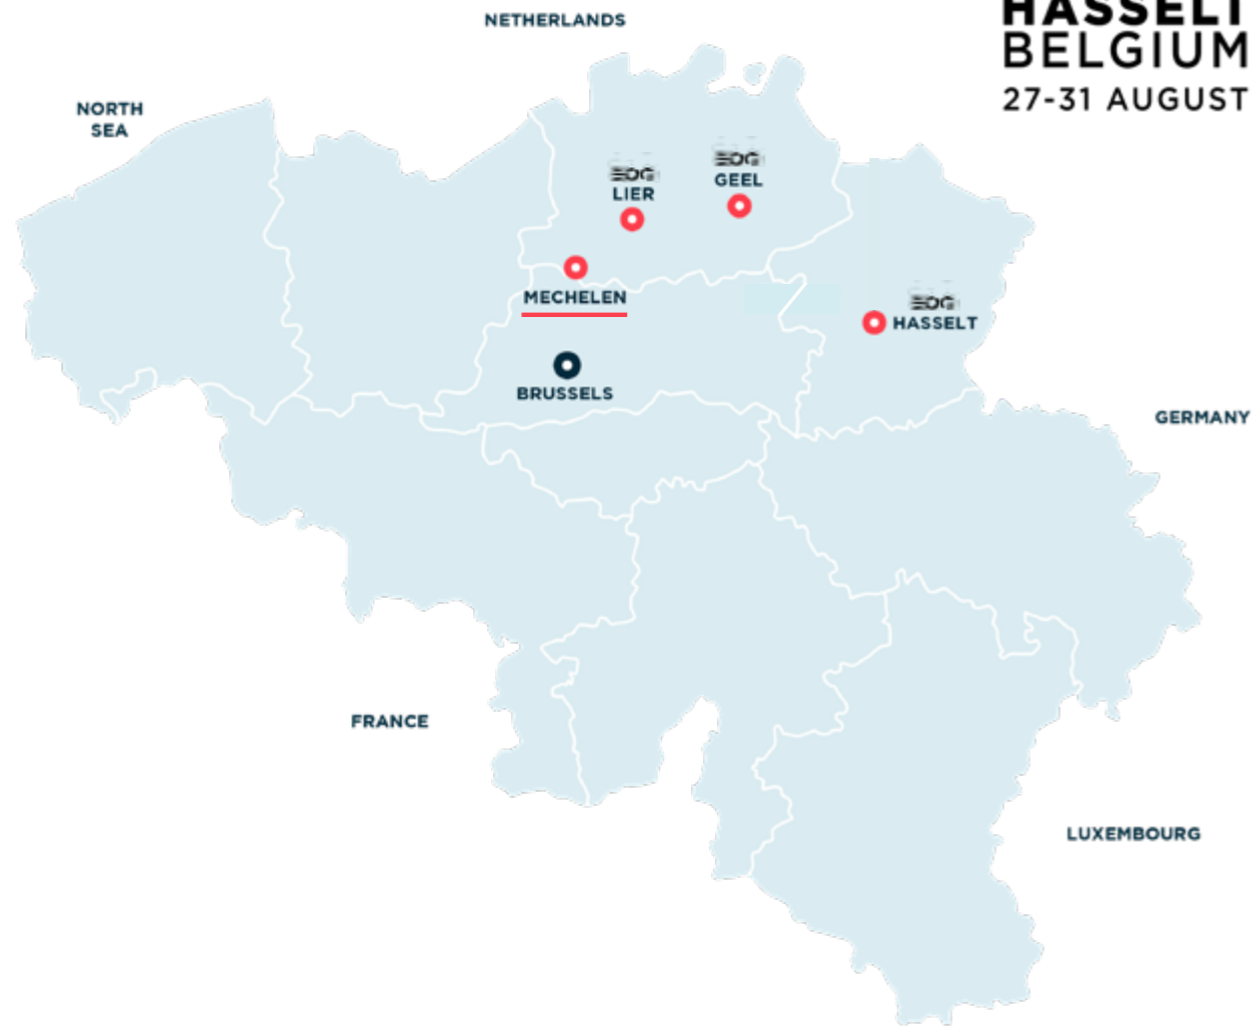 HASSELT
BELGIUM
27-31 AUGUST
NETHERLANDS
NORTH
SEA
LIER
GEEL
MECHELEN
HASSELT
BRUSSELS
GERMANY
FRANCE
LUXEMBOURG